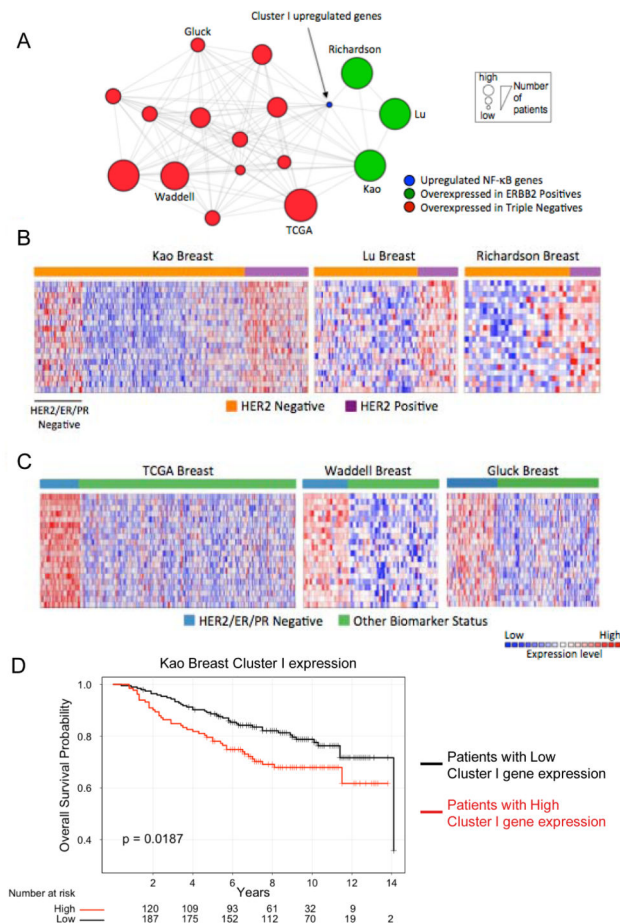 A
Cluster I upregulated genes
Gluck
Richardson
Lu
Kao
Waddell
TCGA
high
low
Number
of
patients
Upregulated NF-κB genes
Overexpressed in ERBB2 Positives
Overexpressed in Triple Negatives
B
Kao Breast
Lu Breast
Richardson Breast
HER2/ER/PR
Negative
HER2 Negative
HER2 Positive
C
TCGA Breast
Waddell Breast
Gluck Breast
HER2/ER/PR Negative
Other Biomarker Status
Low
High
Expression level
D
Kao Breast Cluster I expression
Overall Survival Probability
1.0
0.8
0.6
0.4
p = 0.0187
2 4 6 8 10 12 14
Years
Number at risk
High 120 109 93 61 32 9
Low 187 175 152 112 70 19 2
Patients with Low
Cluster I gene expression
Patients with High
Cluster I gene expression